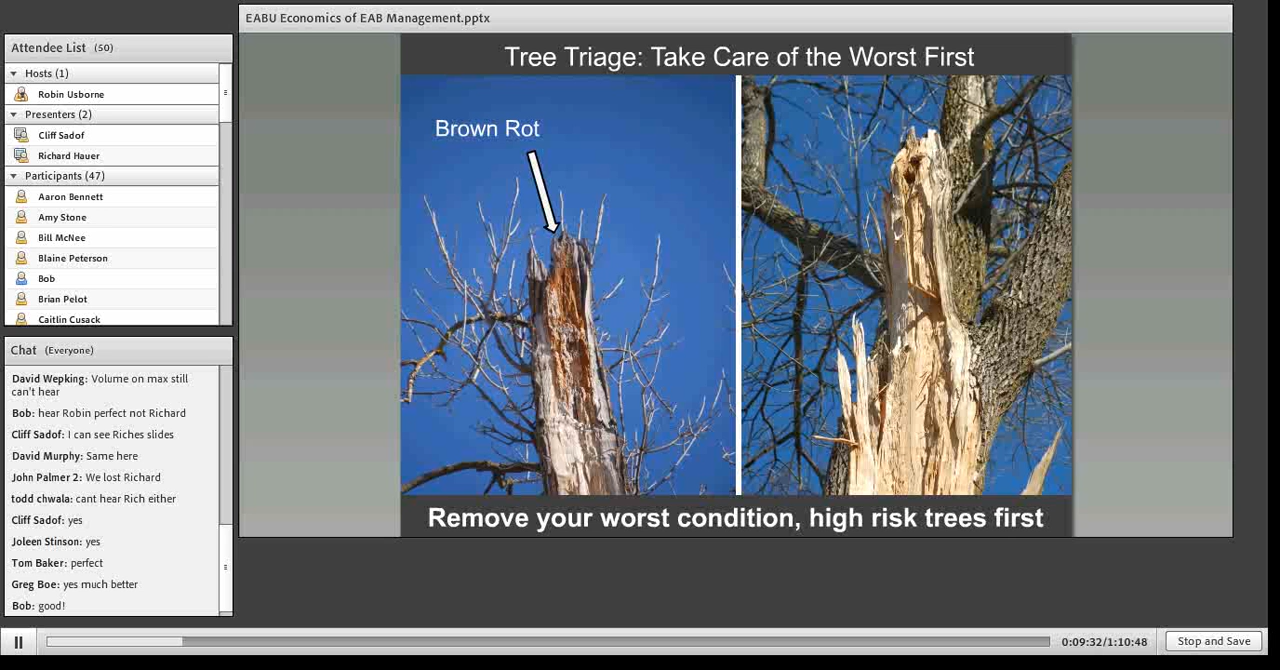 EABU Economics of EAB Management.pptx
Attendee List (50)
Hosts (1)
Robin Usborne
Presenters (2)
Cliff Sadof
Richard Hauer
Participants (47)
Aaron Bennett
Amy Stone
Bill McNee
Blaine Peterson
Bob
Brian Pelot
Caitlin Cusack
Chat (Everyone)
David Wepking: Volume on max still
can't hear
Bob: hear Robin perfect not Richard
Cliff Sadof: I can see Riches slides
David Murphy: Same here
John Palmer 2: We lost Richard
todd chwala: cant hear Rich either
Cliff Sadof: yes
Joleen Stinson: yes
Tom Baker: perfect
Greg Boe: yes much better
Bob: good!
Tree Triage: Take Care of the Worst First
Brown Rot
Remove your worst condition, high risk trees first
0:09:32/1:10:48
Stop and Save